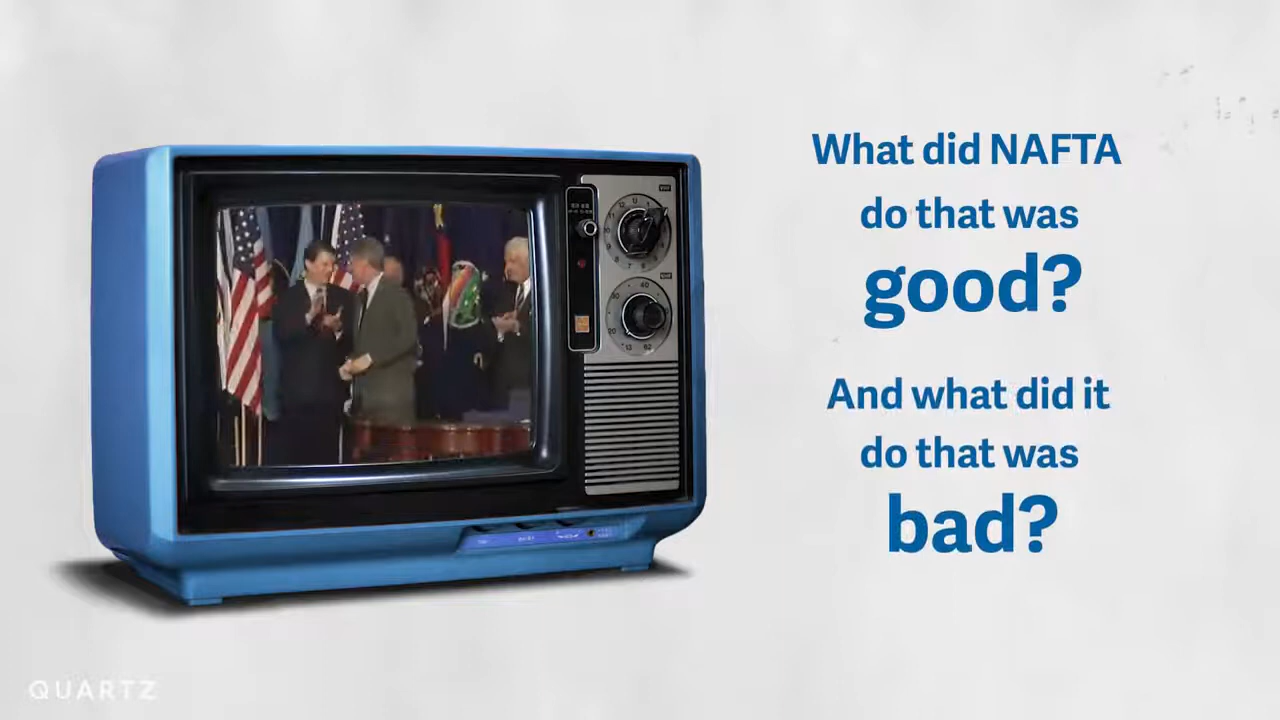 What did NAFTA
do that was
good?
And what did it
do that was
bad?
QUARTZ